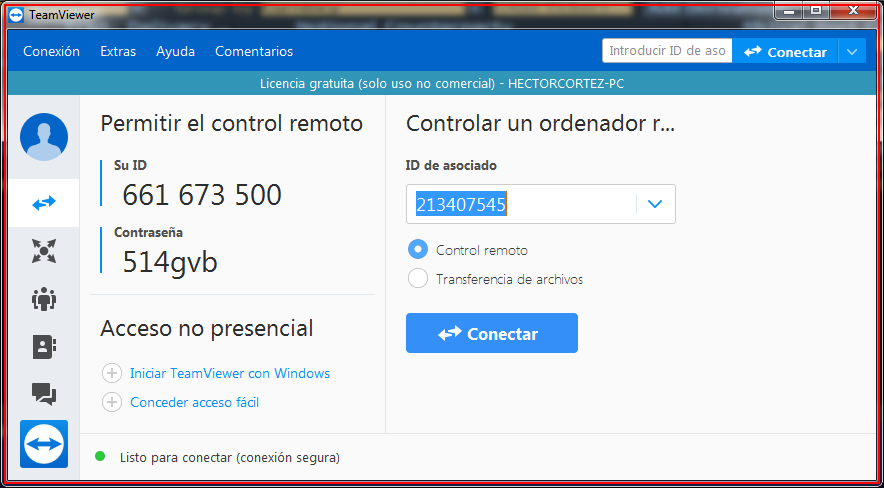 TeamViewer
Conexión Extras Ayuda Comentarios
Introducir ID de aso
Conectar
Licencia gratuita (solo uso no comercial) - HECTORCORTEZ-PC
Permitir el control remoto
Su ID
661 673 500
Contraseña
514gvb
Acceso no presencial
Iniciar TeamViewer con Windows
Conceder acceso fácil
Controlar un ordenador r...
ID de asociado
213407545
Control remoto
Transferencia de archivos
Conectar
Listo para conectar (conexión segura)